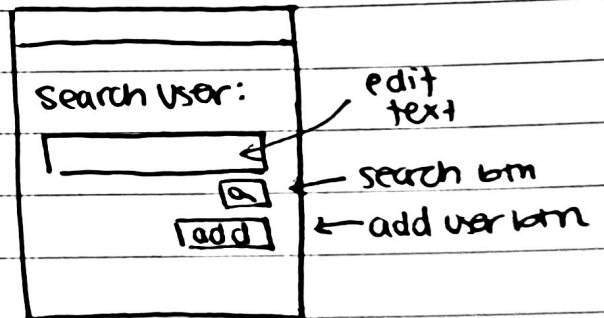 search user:
edit
text
search btn
add
add user btn